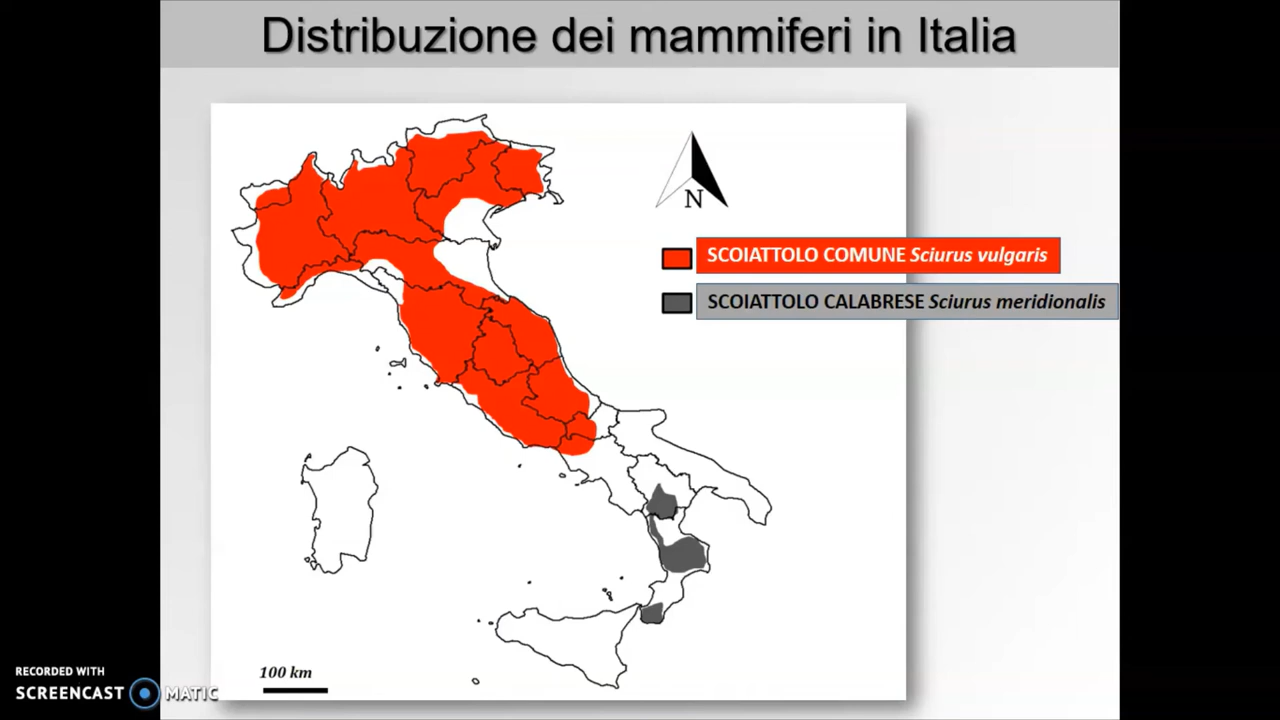 Distribuzione dei mammiferi in Italia
N
SCOIATTOLO COMUNE Sciurus vulgaris
SCOIATTOLO CALABRESE Sciurus meridionalis
100 km
RECORDED WITH
SCREENCAST MATIC